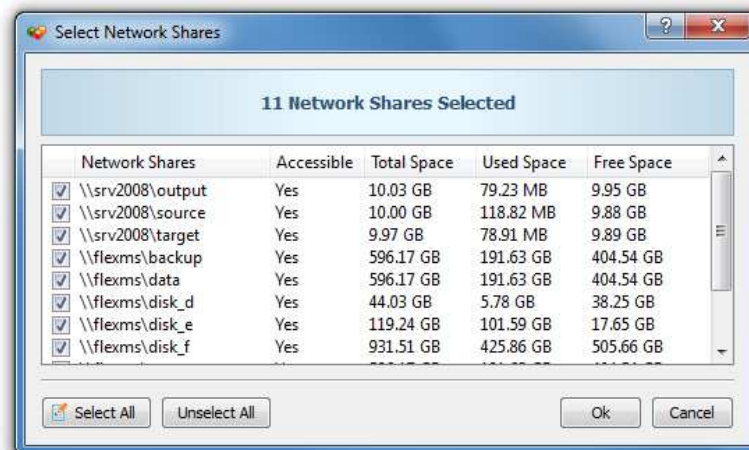 Select Network Shares
11 Network Shares Selected
Network Shares Accessible Total Space Used Space Free Space
\\srv2008\output Yes 10.03 GB 79.23 MB 9.95 GB
\\srv2008\source Yes 10.00 GB 118.82 MB 9.88 GB
\\srv2008\target Yes 9.97 GB 78.91 MB 9.89 GB
\\flexms\backup Yes 596.17 GB 191.63 GB 404.54 GB
\\flexms\data Yes 596.17 GB 191.63 GB 404.54 GB
\\flexms\disk_d Yes 44.03 GB 5.78 GB 38.25 GB
\\flexms\disk_e Yes 119.24 GB 101.59 GB 17.65 GB
\\flexms\disk_f Yes 931.51 GB 425.86 GB 505.66 GB
Select All Unselect All Ok Cancel